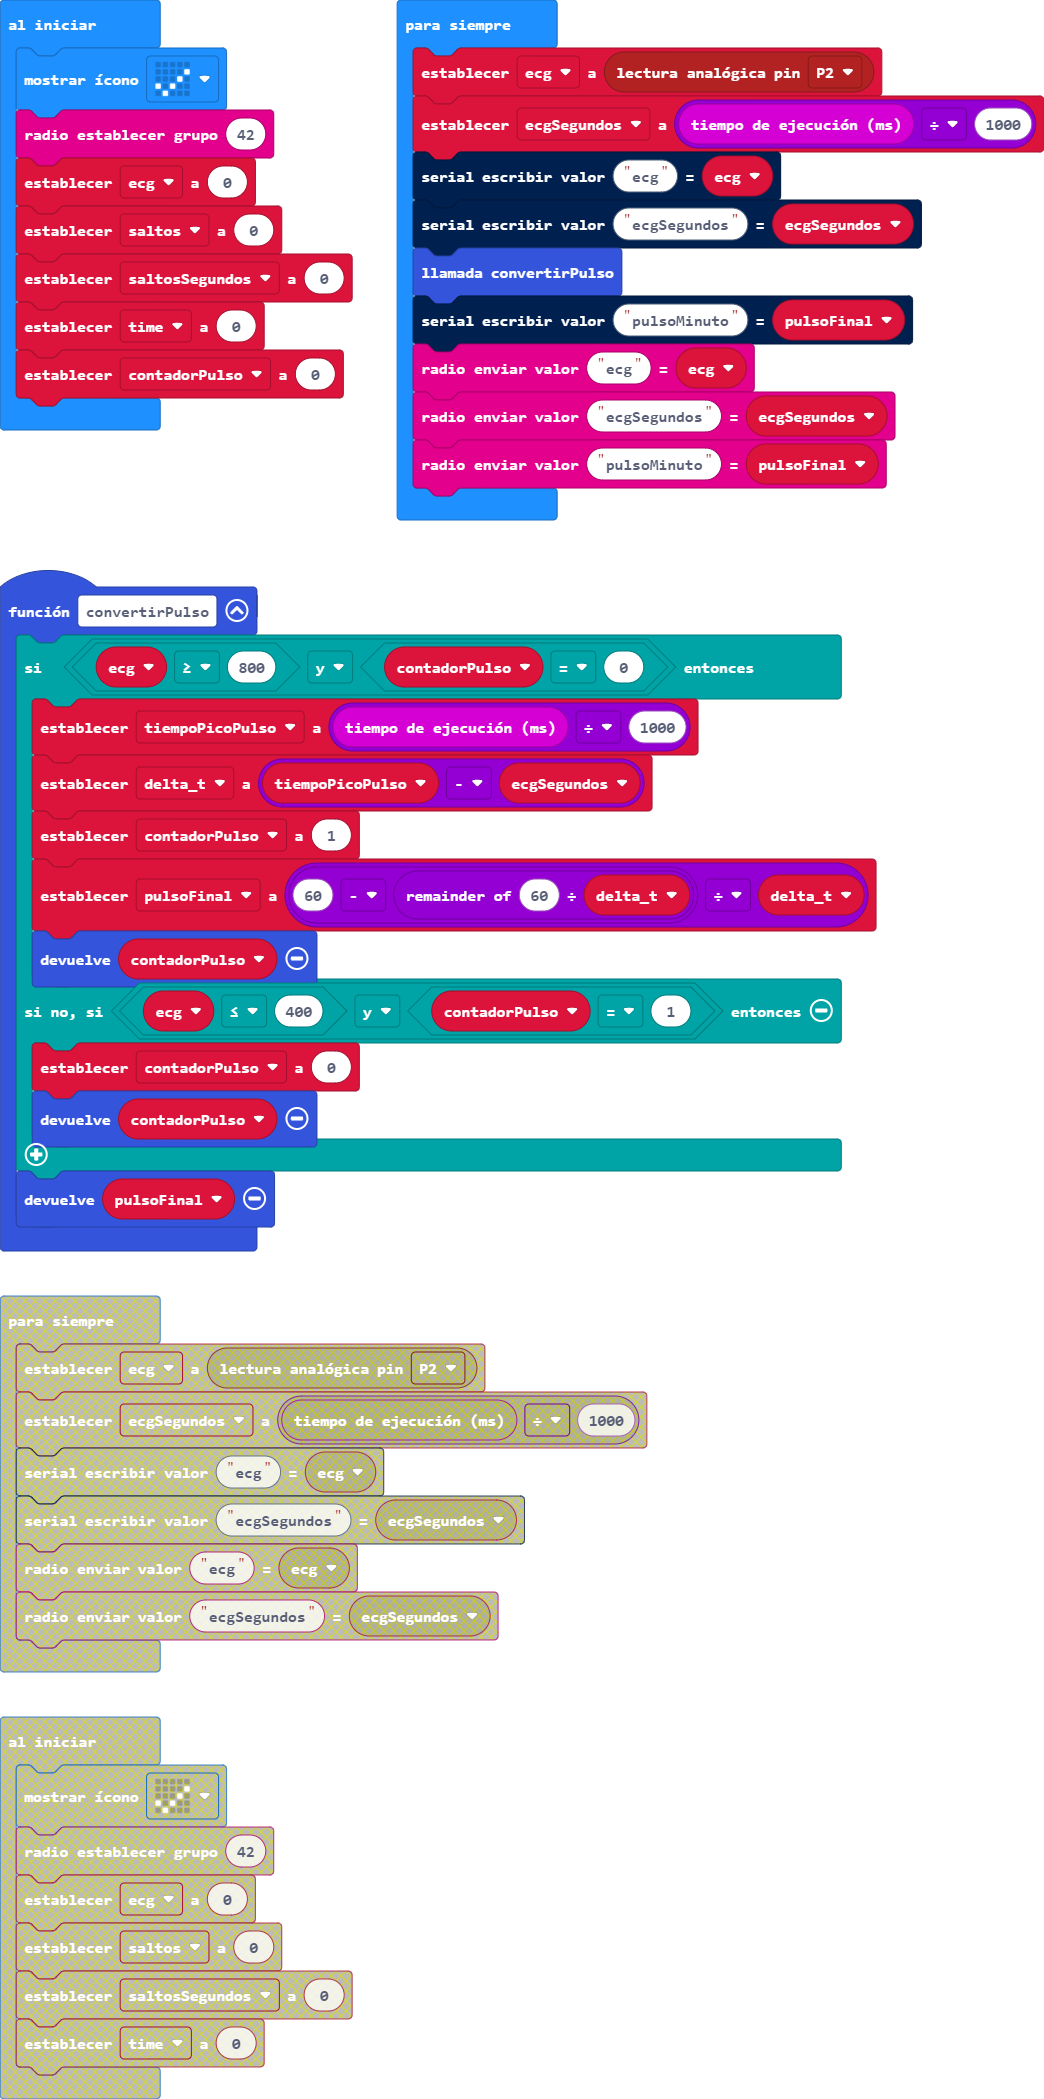 al iniciar
mostrar ícono
radio establecer grupo 42
establecer ecg a 0
establecer saltos a 0
establecer saltosSegundos a 0
establecer time a 0
establecer contadorPulso a 0
para siempre
establecer ecg a lectura analógica pin P2
establecer ecgSegundos a tiempo de ejecución (ms) ÷ 1000
serial escribir valor "ecg" = ecg
serial escribir valor "ecgSegundos" = ecgSegundos
llamada convertirPulso
serial escribir valor "pulsoMinuto" = pulsoFinal
radio enviar valor "ecg" = ecg
radio enviar valor "ecgSegundos" = ecgSegundos
radio enviar valor "pulsoMinuto" = pulsoFinal
función convertirPulso
si ecg ≥ 800 y contadorPulso = 0 entonces
establecer tiempoPicoPulso a tiempo de ejecución (ms) ÷ 1000
establecer delta_t a tiempoPicoPulso - ecgSegundos
establecer contadorPulso a 1
establecer pulsoFinal a 60 - remainder of 60 ÷ delta_t ÷ delta_t
devuelve contadorPulso
si no, si ecg ≤ 400 y contadorPulso = 1 entonces
establecer contadorPulso a 0
devuelve contadorPulso
devuelve pulsoFinal
para siempre
establecer ecg a lectura analógica pin P2
establecer ecgSegundos a tiempo de ejecución (ms) ÷ 1000
serial escribir valor "ecg" = ecg
serial escribir valor "ecgSegundos" = ecgSegundos
radio enviar valor "ecg" = ecg
radio enviar valor "ecgSegundos" = ecgSegundos
al iniciar
mostrar ícono
radio establecer grupo 42
establecer ecg a 0
establecer saltos a 0
establecer saltosSegundos a 0
establecer time a 0